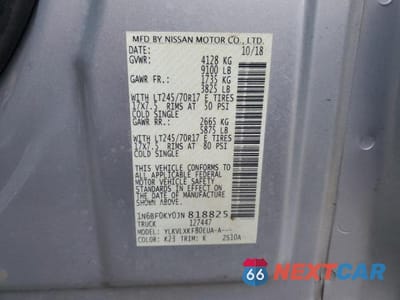 MFD BY NISSAN MOTOR CO., LTD.
10/18
GVWR: 4128 KG
9100 LB
GAWR FR.: 1735 KG
3825 LB
WITH LT245/70R17 E TIRES
17X7.5 RIMS AT 50 PSI
COLD SINGLE
GAWR RR.: 2665 KG
5875 LB
WITH LT245/70R17 E TIRES
17X7.5 RIMS AT 80 PSI
COLD SINGLE
THIS VEHICLE CONFORMS TO ALL
APPLICABLE FEDERAL MOTOR
VEHICLE SAFETY STANDARDS IN
EFFECT ON THE DATE OF
MANUFACTURE SHOWN ABOVE.
1N6BF0KY0JN818825
TRUCK 127447
MODEL: YLKVLXKF80EUA-A---
COLOR: K23 TRIM: K 2510A
66 NEXTCAR